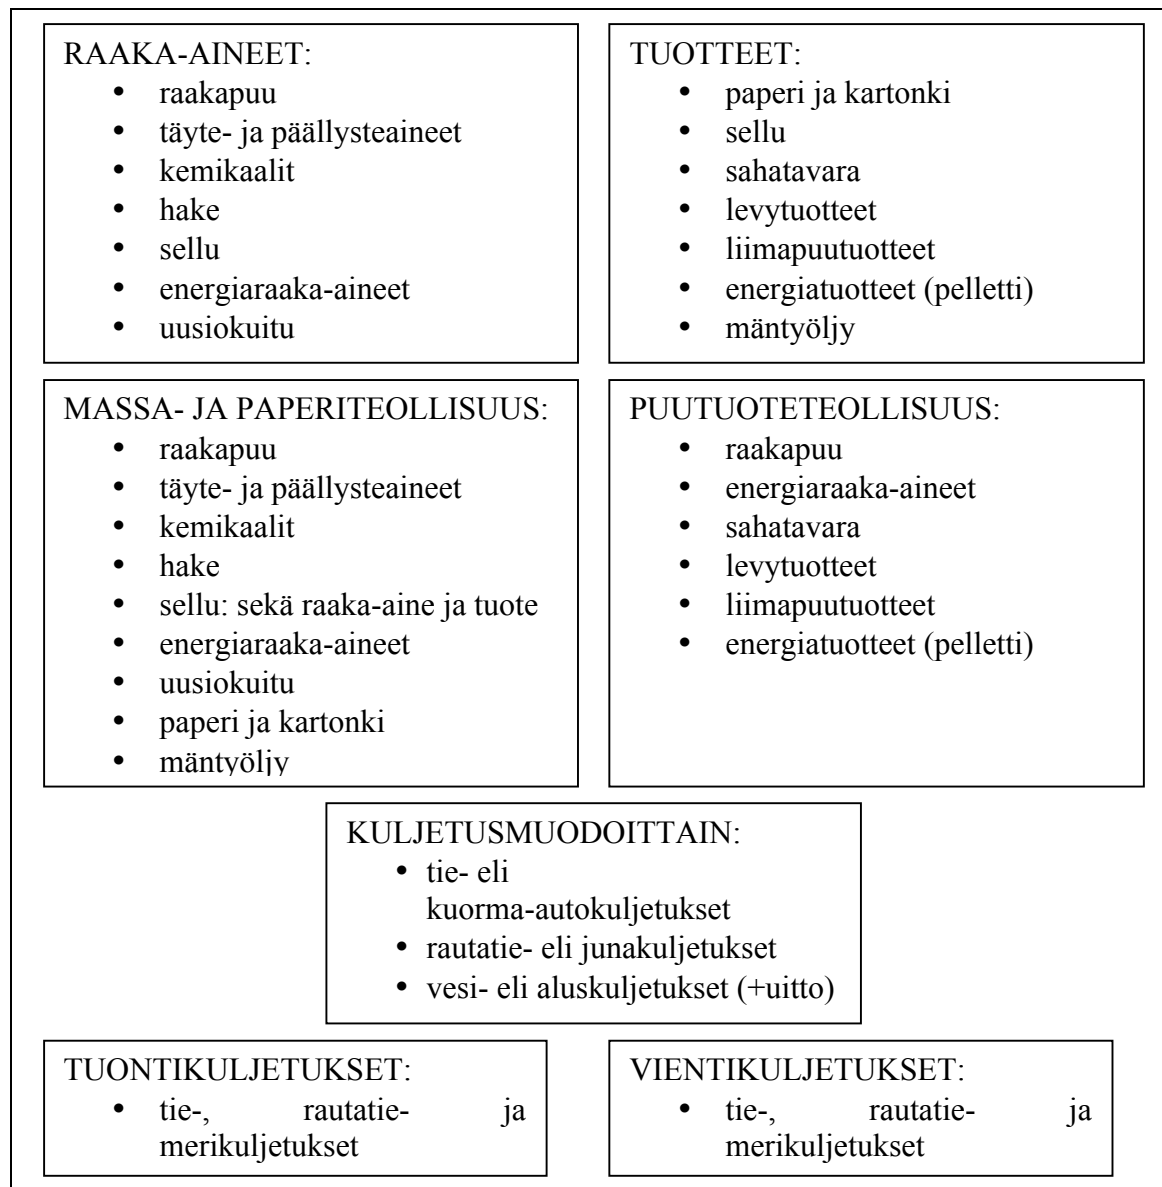 RAAKA-AINEET:
• raakapuu
• täyte- ja päällysteaineet
• kemikaalit
• hake
• sellu
• energiaraaka-aineet
• uusiokuitu
TUOTTEET:
• paperi ja kartonki
• sellu
• sahatavara
• levytuotteet
• liimapuutuotteet
• energiatuotteet (pelletti)
• mäntyöljy
MASSA- JA PAPERITEOLLISUUS:
• raakapuu
• täyte- ja päällysteaineet
• kemikaalit
• hake
• sellu: sekä raaka-aine ja tuote
• energiaraaka-aineet
• uusiokuitu
• paperi ja kartonki
• mäntyöljy
PUUTUOTETEOLLISUUS:
• raakapuu
• energiaraaka-aineet
• sahatavara
• levytuotteet
• liimapuutuotteet
• energiatuotteet (pelletti)
KULJETUSMUODOITTAIN:
• tie- eli
kuorma-autokuljetukset
• rautatie- eli junakuljetukset
• vesi- eli aluskuljetukset (+uitto)
TUONTIKULJETUKSET:
• tie-, rautatie- ja
merikuljetukset
VIENTIKULJETUKSET:
• tie-, rautatie- ja
merikuljetukset